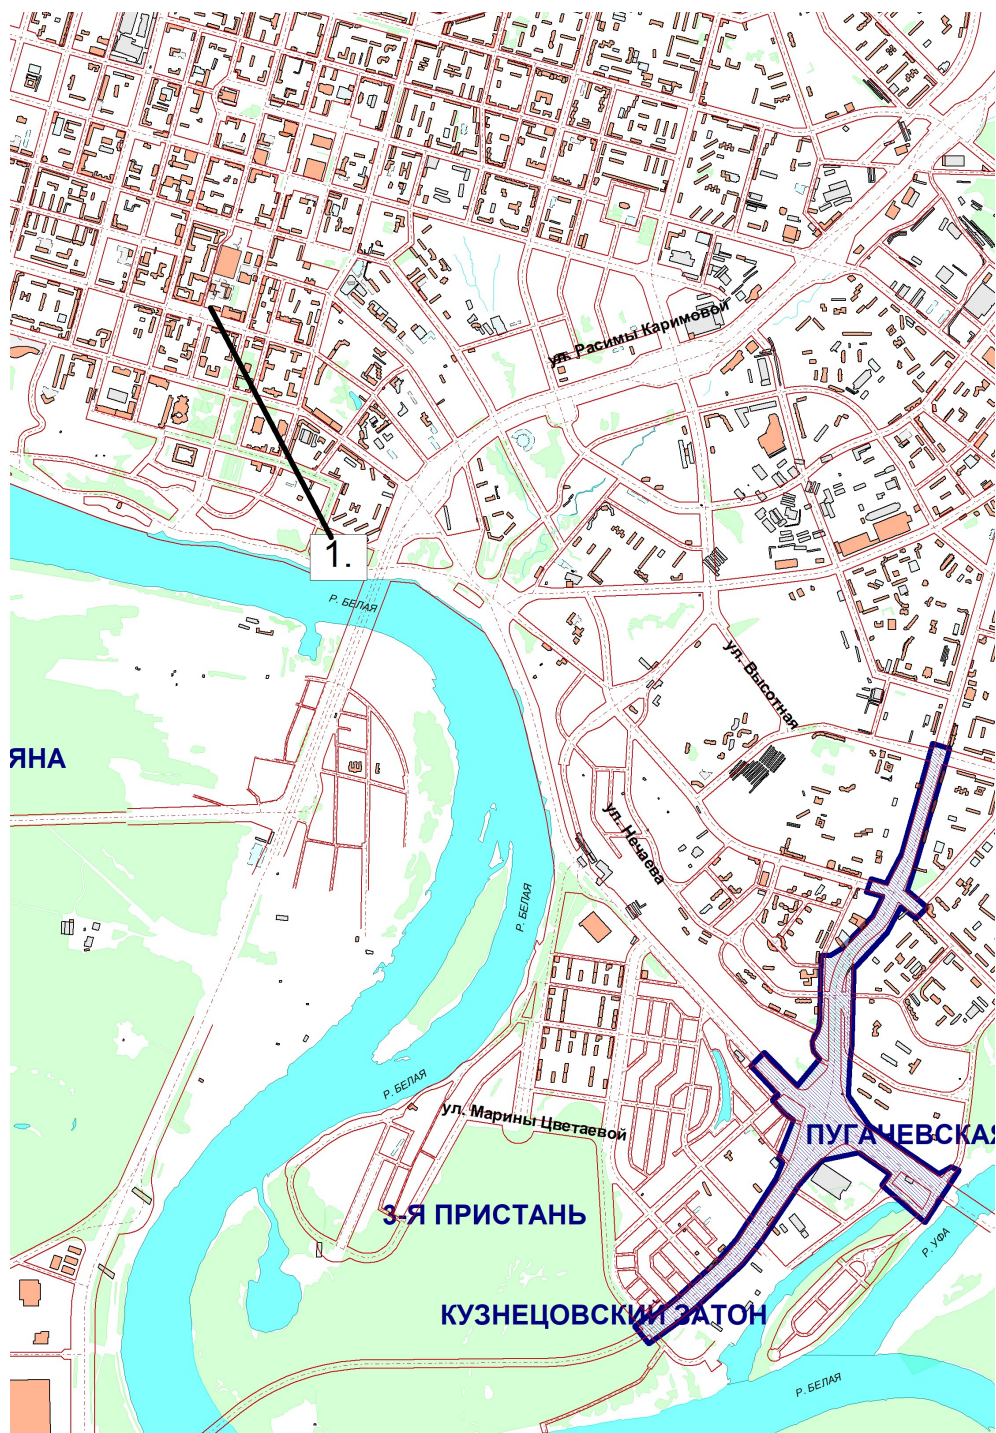 ул. Расимы Каримовой
1.
Р. БЕЛАЯ
ул. Высотная
ЯНА
ул. Нечаева
Р. БЕЛАЯ
Р. БЕЛАЯ
ул. Марины Цветаевой
ПУГАЧЕВСКАЯ
3-Я ПРИСТАНЬ
Р. УФА
КУЗНЕЦОВСКИЙ ЗАТОН
Р. БЕЛАЯ